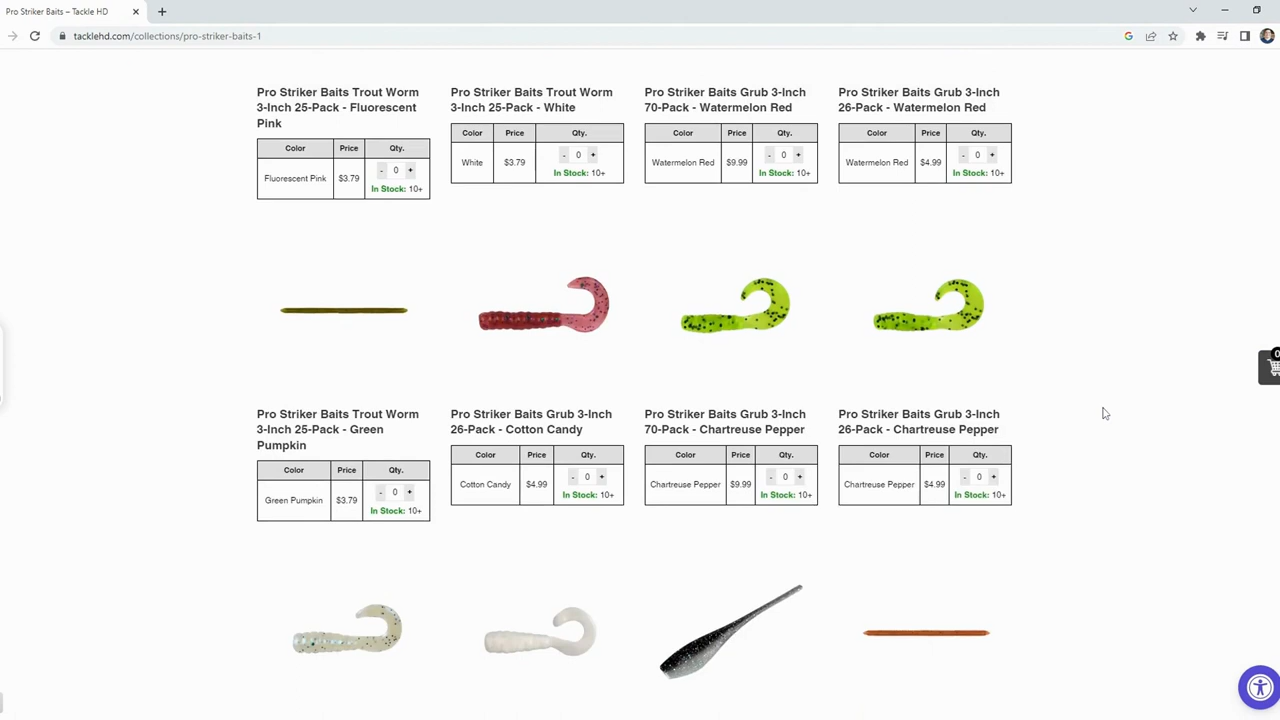 Pro Striker Baits – Tackle HD
tacklehd.com/collections/pro-striker-baits-1
Pro Striker Baits Trout Worm
3-Inch 25-Pack - Fluorescent
Pink
Color Price Qty.
Fluorescent Pink $3.79 - 0 +
In Stock: 10+
Pro Striker Baits Trout Worm
3-Inch 25-Pack - White
Color Price Qty.
White $3.79 - 0 +
In Stock: 10+
Pro Striker Baits Grub 3-Inch
70-Pack - Watermelon Red
Color Price Qty.
Watermelon Red $9.99 - 0 +
In Stock: 10+
Pro Striker Baits Grub 3-Inch
26-Pack - Watermelon Red
Color Price Qty.
Watermelon Red $4.99 - 0 +
In Stock: 10+
0
Pro Striker Baits Trout Worm
3-Inch 25-Pack - Green
Pumpkin
Color Price Qty.
Green Pumpkin $3.79 - 0 +
In Stock: 10+
Pro Striker Baits Grub 3-Inch
26-Pack - Cotton Candy
Color Price Qty.
Cotton Candy $4.99 - 0 +
In Stock: 10+
Pro Striker Baits Grub 3-Inch
70-Pack - Chartreuse Pepper
Color Price Qty.
Chartreuse Pepper $9.99 - 0 +
In Stock: 10+
Pro Striker Baits Grub 3-Inch
26-Pack - Chartreuse Pepper
Color Price Qty.
Chartreuse Pepper $4.99 - 0 +
In Stock: 10+